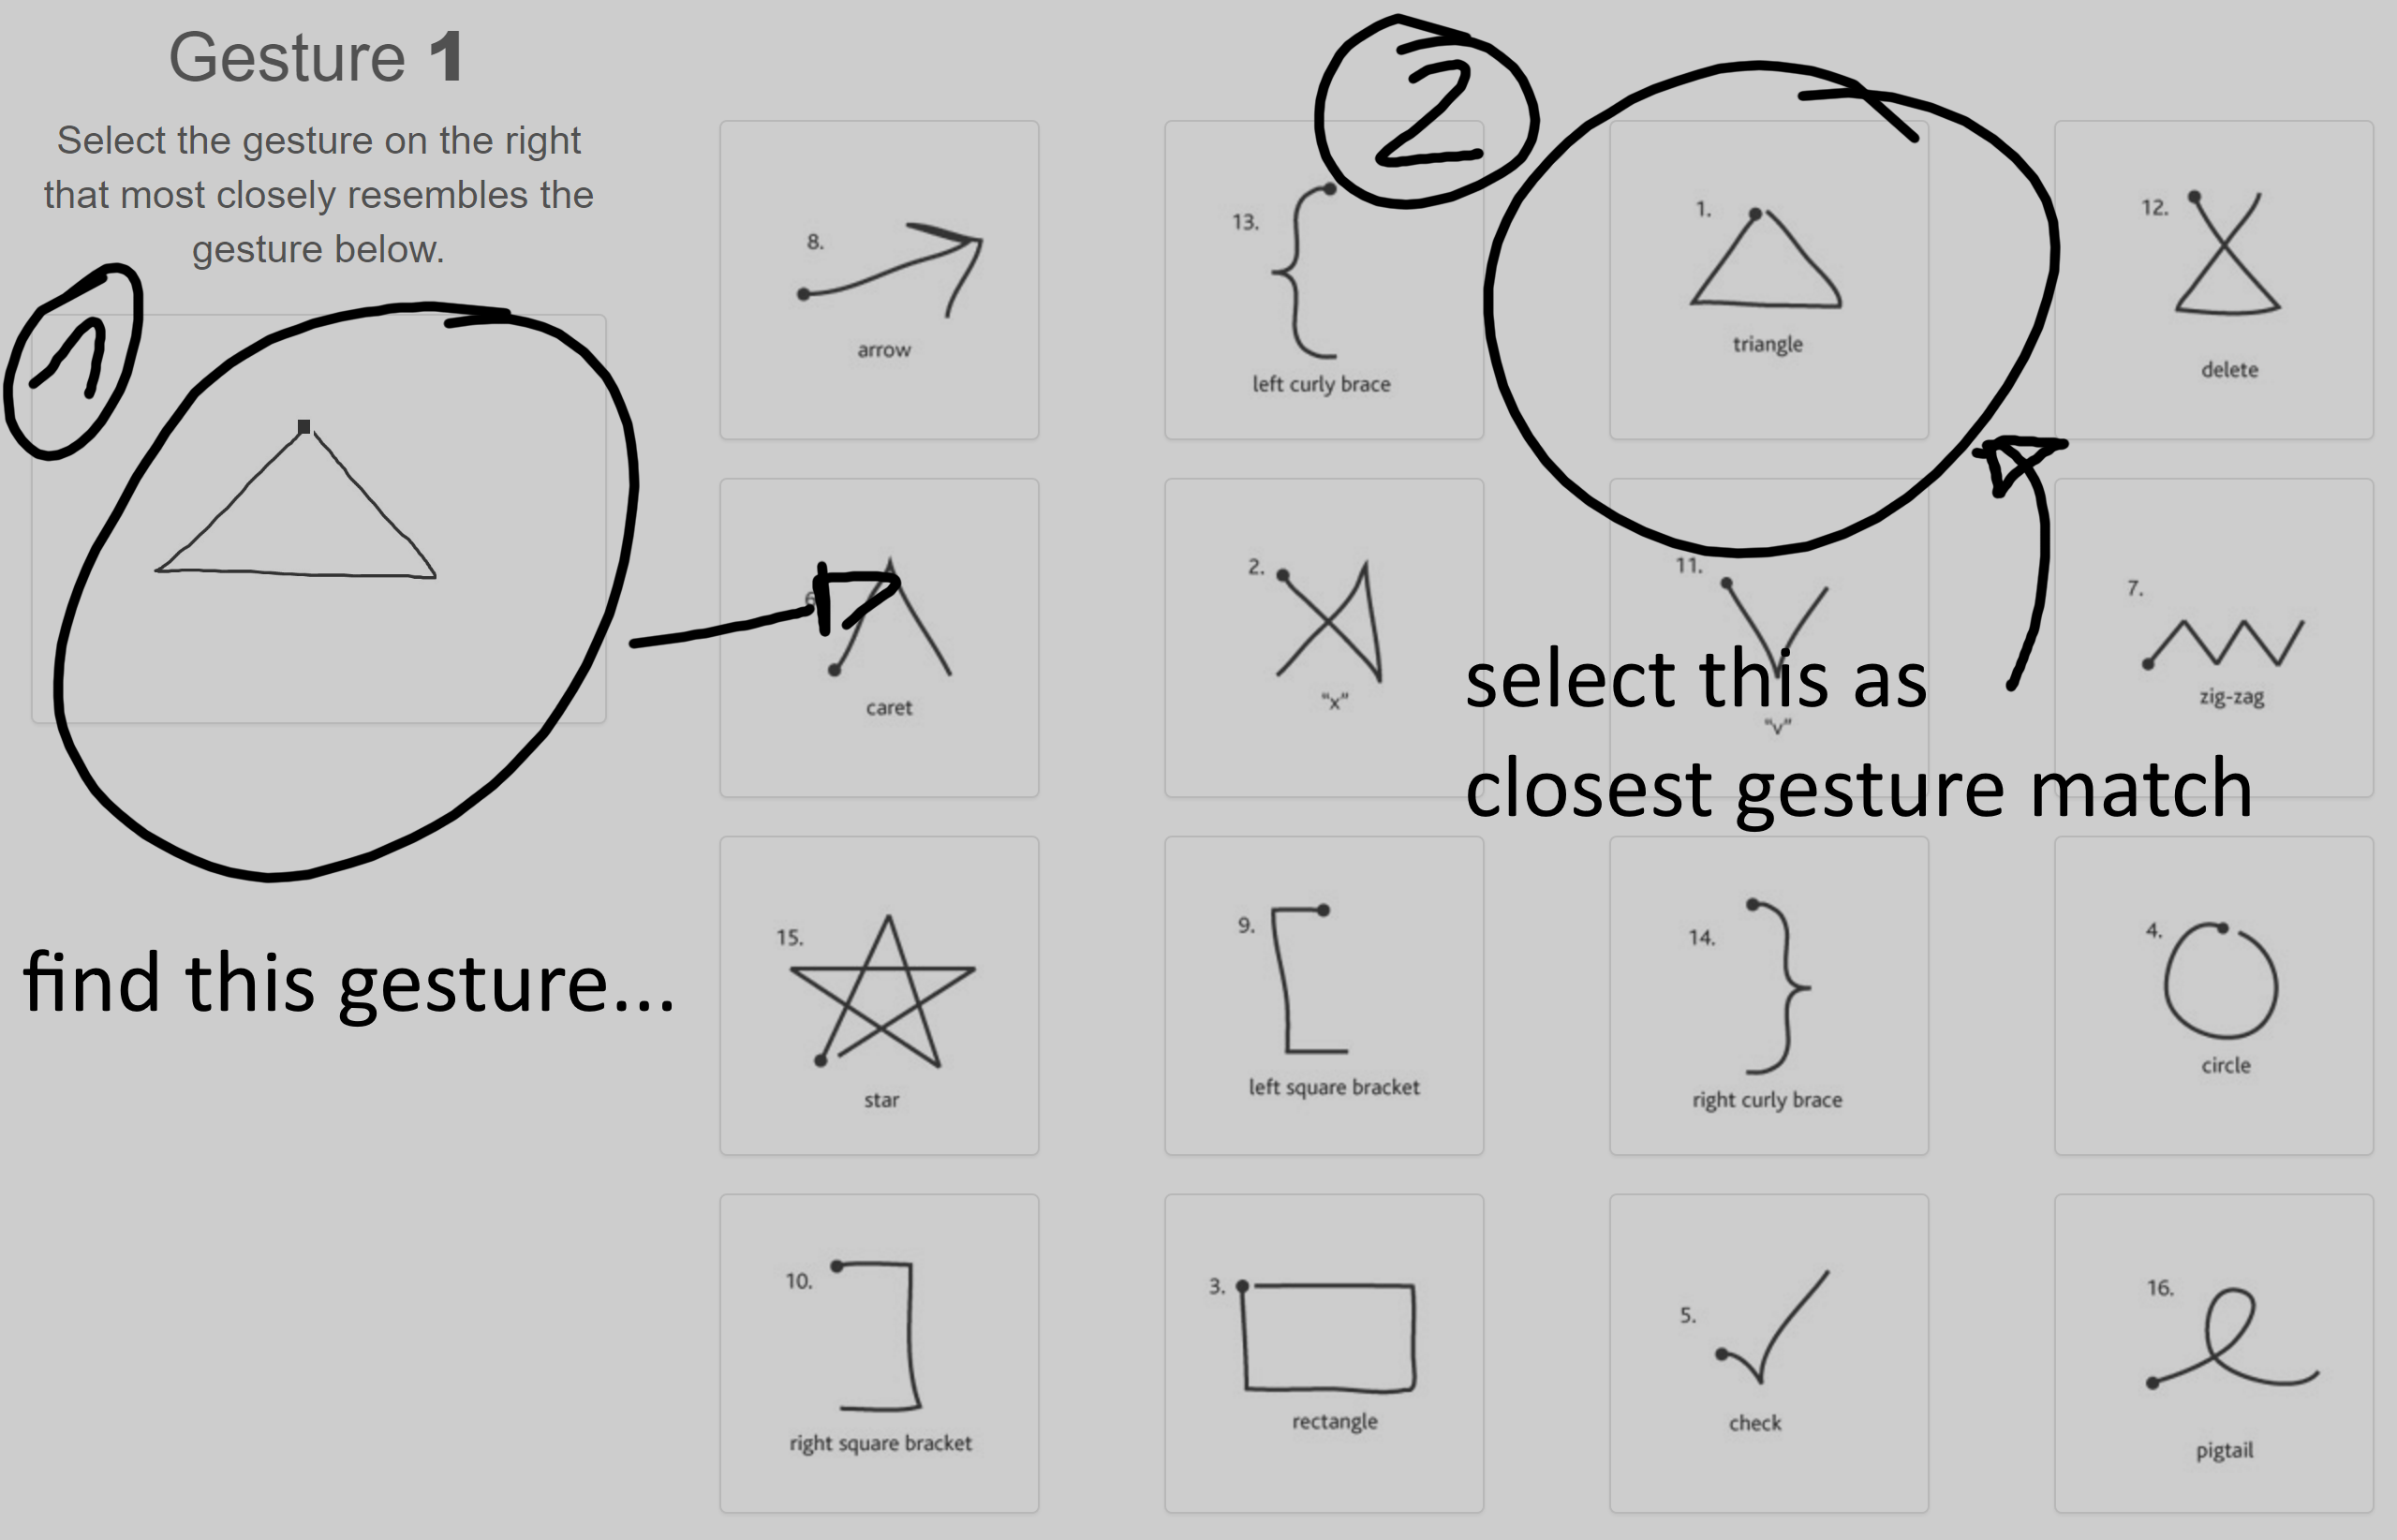 Gesture 1
Select the gesture on the right
that most closely resembles the
gesture below.
1
find this gesture...
2
8.
arrow
13.
left curly brace
1.
triangle
12.
delete
6
caret
2.
"x"
11.
"v"
7.
zig-zag
select this as
closest gesture match
15.
star
9.
left square bracket
14.
right curly brace
4.
circle
10.
right square bracket
3.
rectangle
5.
check
16.
pigtail